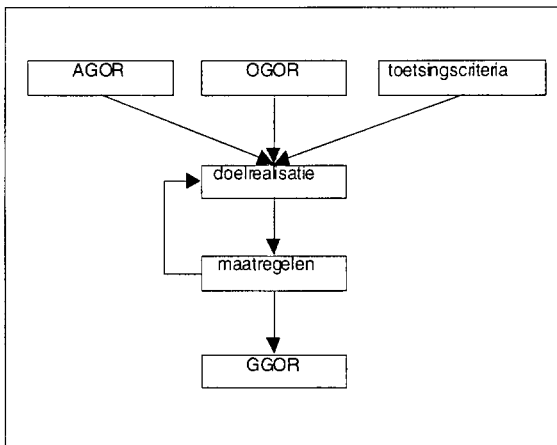 AGOR
OGOR
toetsingscriteria
doelrealisatie
maatregelen
GGOR